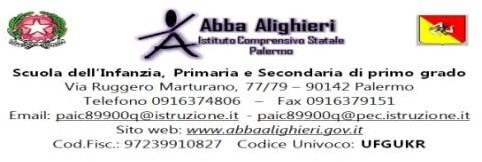 Abba Alighieri
Istituto Comprensivo Statale
Palermo
Scuola dell'Infanzia, Primaria e Secondaria di primo grado
Via Ruggero Marturano, 77/79 – 90142 Palermo
Telefono 0916374806 – Fax 0916379151
Email: paic89900q@istruzione.it - paic89900q@pec.istruzione.it
Sito web: www.abbaalighieri.gov.it
Cod.Fisc.: 97239910827 Codice Univoco: UFGUKR